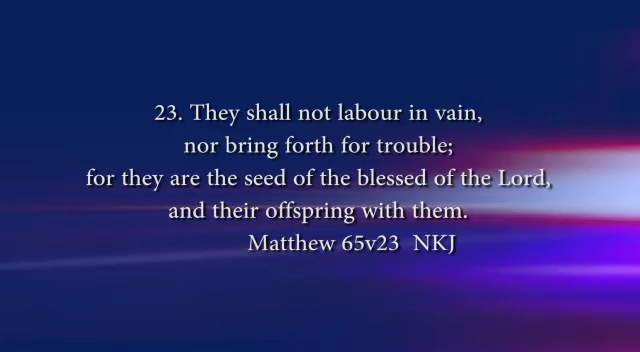 23. They shall not labour in vain,
nor bring forth for trouble;
for they are the seed of the blessed of the Lord,
and their offspring with them.
Matthew 65v23 NKJ